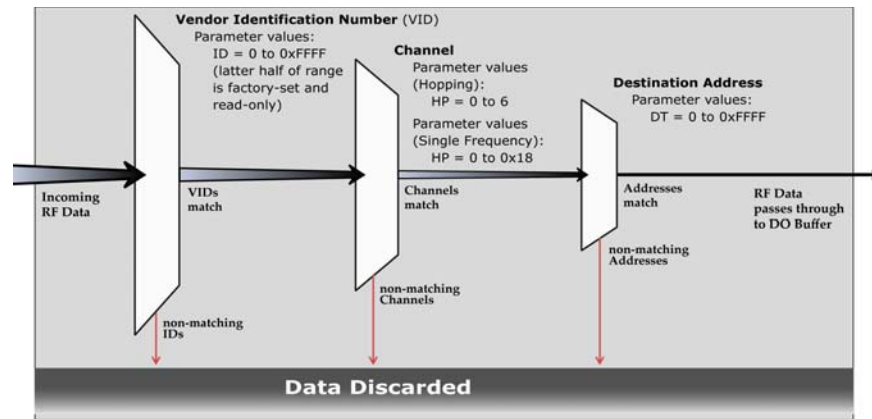 Vendor Identification Number (VID)
Parameter values:
ID = 0 to 0xFFFF
(latter half of range
is factory-set and
read-only)
Channel
Parameter values
(Hopping):
HP = 0 to 6
Parameter values
(Single Frequency):
HP = 0 to 0x18
Destination Address
Parameter values:
DT = 0 to 0xFFFF
Incoming
RF Data
VIDs
match
Channels
match
Addresses
match
RF Data
passes through
to DO Buffer
non-matching
IDs
non-matching
Channels
non-matching
Addresses
Data Discarded